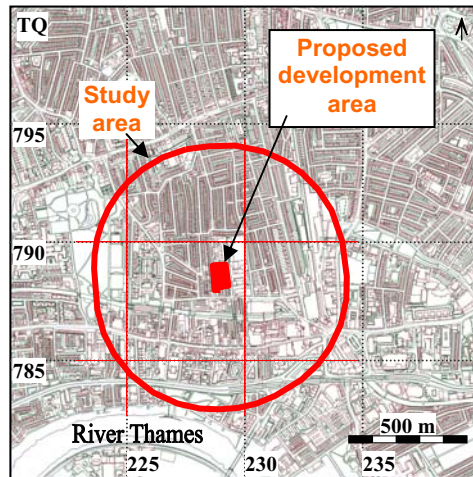 TQ
Proposed
development
area
Study
area
795
790
785
River Thames
500 m
225
230
235